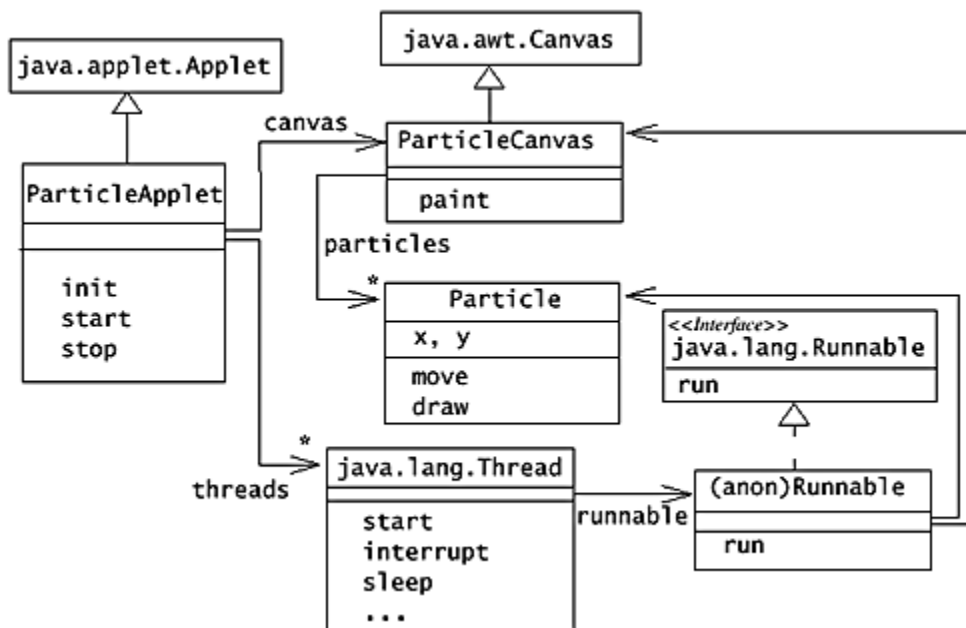 java.awt.Canvas
java.applet.Applet
canvas
ParticleCanvas
paint
ParticleApplet
init
start
stop
particles
*
Particle
x, y
move
draw
<<Interface>>
java.lang.Runnable
run
*
threads
java.lang.Thread
start
interrupt
sleep
...
runnable
(anon)Runnable
run